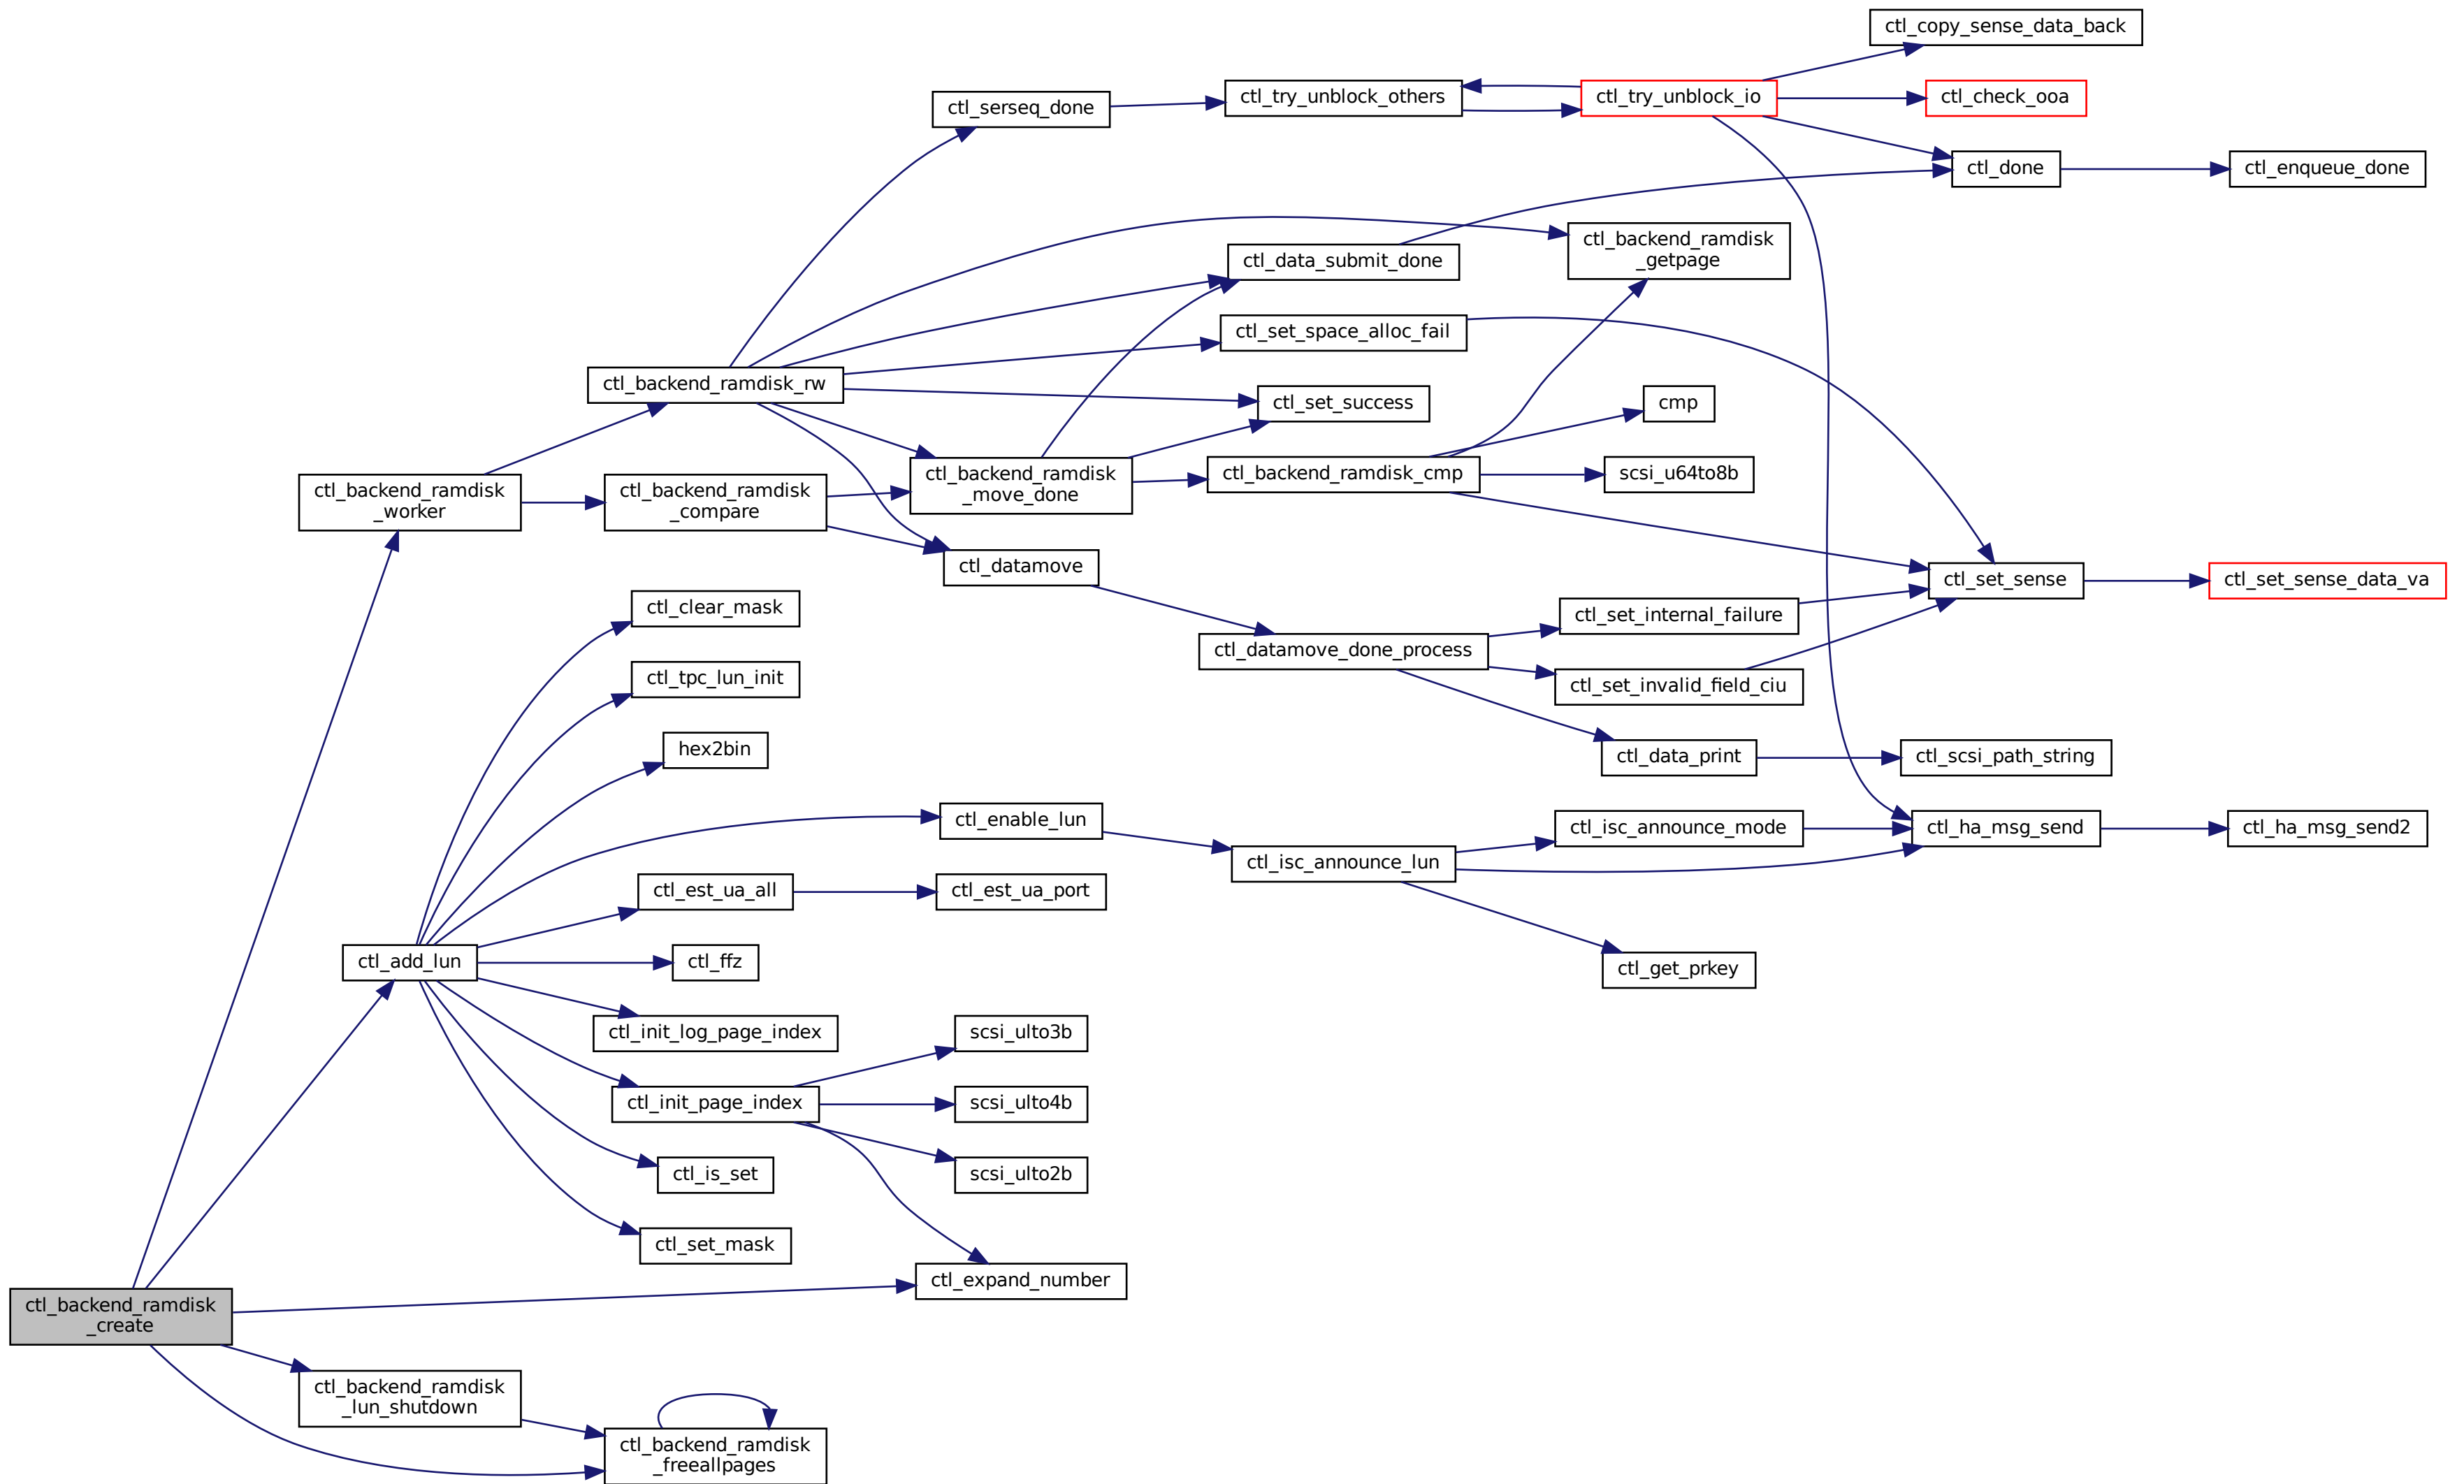 ctl_copy_sense_data_back
ctl_serseq_done
ctl_try_unblock_others
ctl_try_unblock_io
ctl_check_ooa
ctl_done
ctl_enqueue_done
ctl_data_submit_done
ctl_backend_ramdisk
_getpage
ctl_set_space_alloc_fail
ctl_backend_ramdisk_rw
ctl_set_success
cmp
ctl_backend_ramdisk
_worker
ctl_backend_ramdisk
_compare
ctl_backend_ramdisk
_move_done
ctl_backend_ramdisk_cmp
scsi_u64to8b
ctl_datamove
ctl_set_sense
ctl_set_sense_data_va
ctl_clear_mask
ctl_set_internal_failure
ctl_datamove_done_process
ctl_tpc_lun_init
ctl_set_invalid_field_ciu
hex2bin
ctl_data_print
ctl_scsi_path_string
ctl_enable_lun
ctl_isc_announce_mode
ctl_ha_msg_send
ctl_ha_msg_send2
ctl_isc_announce_lun
ctl_est_ua_all
ctl_est_ua_port
ctl_add_lun
ctl_ffz
ctl_get_prkey
ctl_init_log_page_index
scsi_ulto3b
ctl_init_page_index
scsi_ulto4b
ctl_is_set
scsi_ulto2b
ctl_set_mask
ctl_expand_number
ctl_backend_ramdisk
_create
ctl_backend_ramdisk
_lun_shutdown
ctl_backend_ramdisk
_freeallpages